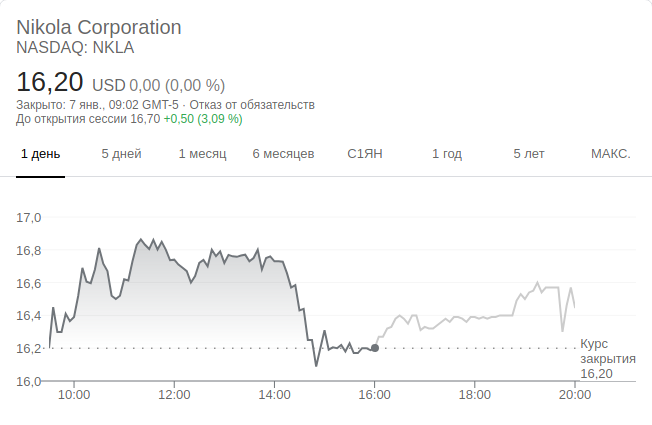 Nikola Corporation
NASDAQ: NKLA
16,20 USD 0,00 (0,00 %)
Закрыто: 7 янв., 09:02 GMT-5 · Отказ от обязательств
До открытия сессии 16,70 +0,50 (3,09 %)
1 день 5 дней 1 месяц 6 месяцев С1ЯН 1 год 5 лет МАКС.
17,0
16,8
16,6
16,4
16,2
Курс
закрытия
16,20
16,0
10:00 12:00 14:00 16:00 18:00 20:00